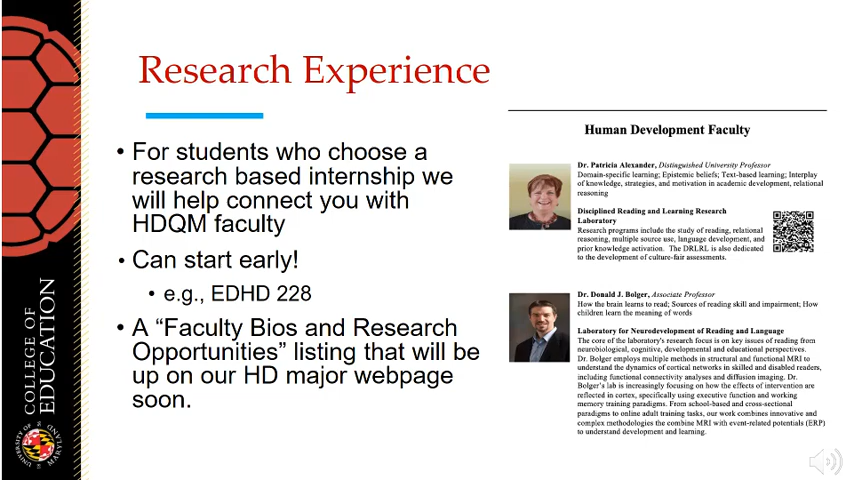 Research Experience
• For students who choose a
research based internship we
will help connect you with
HDQM faculty
• Can start early!
• e.g., EDHD 228
• A “Faculty Bios and Research
Opportunities” listing that will be
up on our HD major webpage
soon.
Human Development Faculty
Dr. Patricia Alexander, Distinguished University Professor
Domain-specific learning; Epistemic beliefs; Text-based learning; Interplay
of knowledge, strategies, and motivation in academic development, relational
reasoning
Disciplined Reading and Learning Research
Laboratory
Research programs include the study of reading, relational
reasoning, multiple source use, language development, and
prior knowledge activation. The DRLRL is also dedicated
to the development of culture-fair assessments.
Dr. Donald J. Bolger, Associate Professor
How the brain learns to read; Sources of reading skill and impairment; How
children learn the meaning of words
Laboratory for Neurodevelopment of Reading and Language
The core of the laboratory's research focus is on key issues of reading from
neurobiological, cognitive, developmental and educational perspectives.
Dr. Bolger employs multiple methods in structural and functional MRI to
understand the dynamics of cortical networks in skilled and disabled readers,
including functional connectivity analyses and diffusion imaging. Dr.
Bolger's lab is increasingly focusing on how the effects of intervention are
reflected in cortex, specifically using executive function and working
memory training paradigms. From school-based and cross-sectional
paradigms to online adult training tasks, our work combines innovative and
complex methodologies the combine MRI with event-related potentials (ERP)
to understand development and learning.
COLLEGE OF
EDUCATION
UNIVERSITY OF
MARYLAND